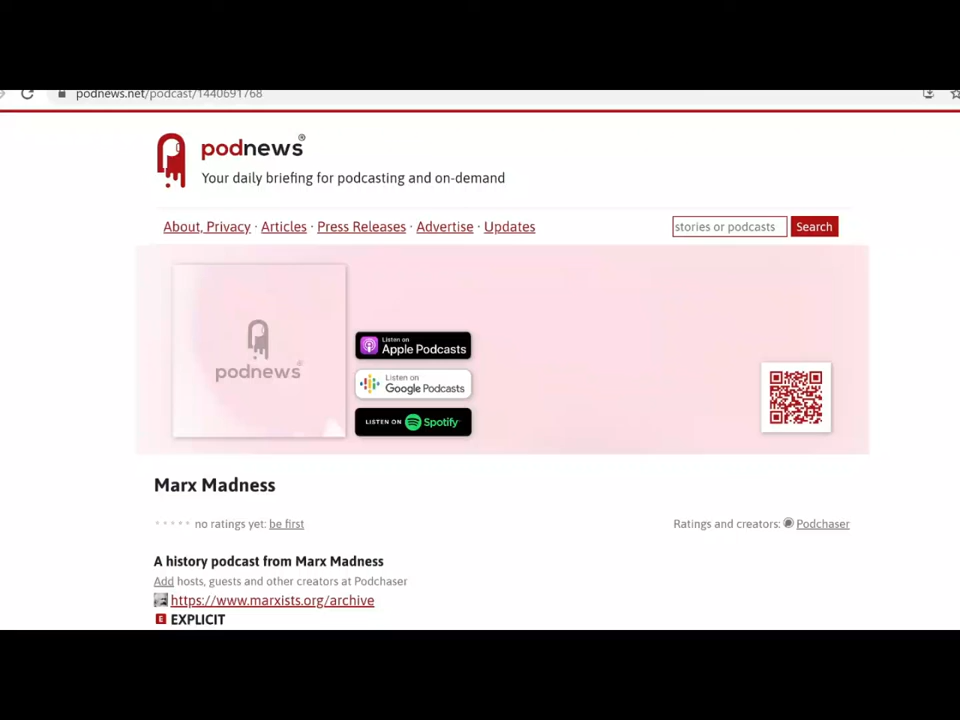 podnews.net/podcast/1440691768
podnews®
Your daily briefing for podcasting and on-demand
About, Privacy · Articles · Press Releases · Advertise · Updates
stories or podcasts Search
podnews®
Listen on
Apple Podcasts
Listen on
Google Podcasts
LISTEN ON Spotify
Marx Madness
no ratings yet: be first
Ratings and creators: Podchaser
A history podcast from Marx Madness
Add hosts, guests and other creators at Podchaser
https://www.marxists.org/archive
E EXPLICIT